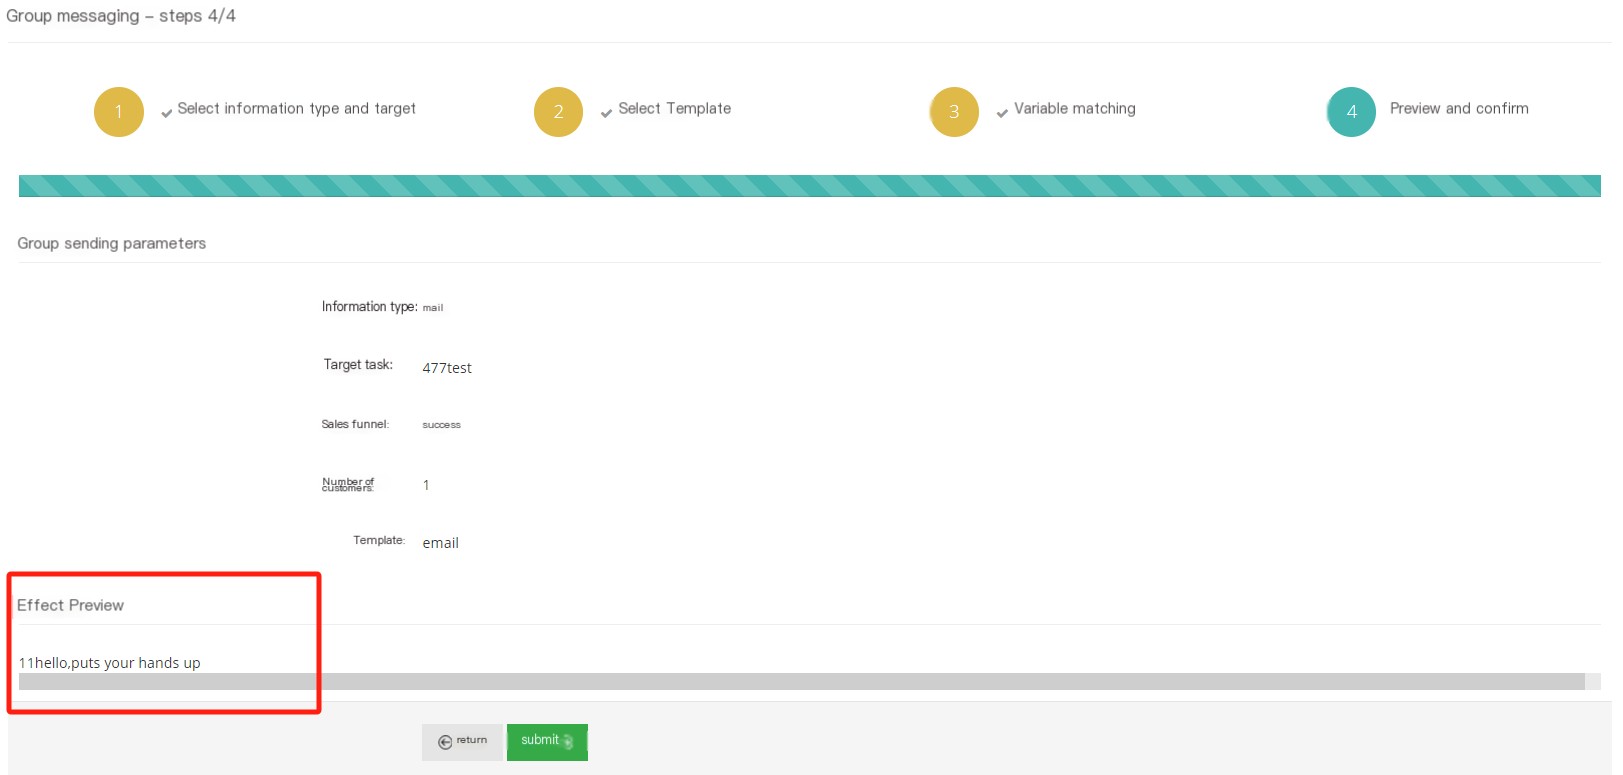 Group messaging – steps 4/4
1 Select information type and target 2 Select Template 3 Variable matching 4 Preview and confirm
Group sending parameters
Information type: mail
Target task: 477test
Sales funnel: success
Number of
customers: 1
Template: email
Effect Preview
11hello,puts your hands up
return submit